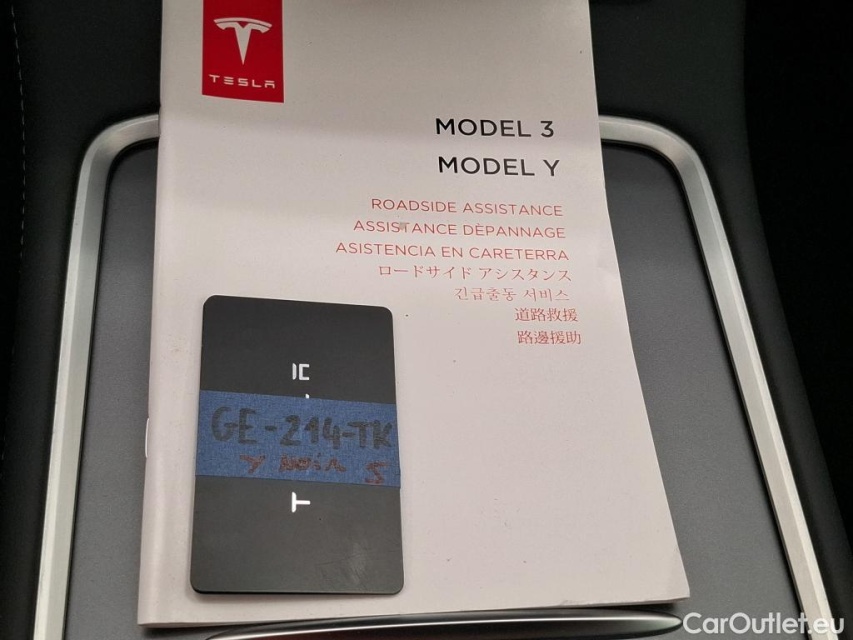 TESLA
MODEL 3
MODEL Y
ROADSIDE ASSISTANCE
ASSISTANCE DÈPANNAGE
ASISTENCIA EN CARETERRA
ロードサイド アシスタンス
긴급출동 서비스
道路救援
路邊援助
GE-214-TK
CarOutlet.eu